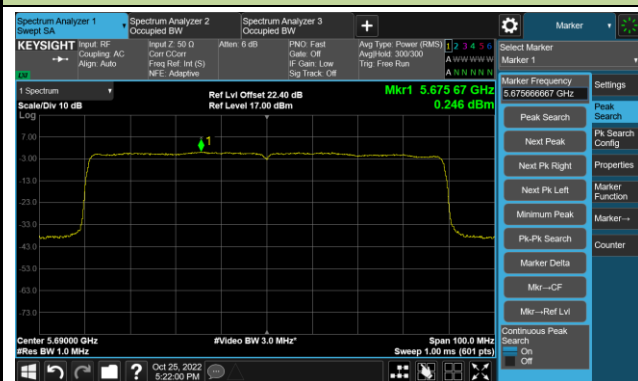 Spectrum Analyzer 1
Swept SA
Spectrum Analyzer 2
Occupied BW
Spectrum Analyzer 3
Occupied BW
Marker
KEYSIGHT
Input: RF
Coupling: AC
Align: Auto
Input Z: 50 Ω
Corr CCorr
Freq Ref: Int (S)
NFE: Adaptive
Atten: 6 dB
PNO: Fast
Gate: Off
IF Gain: Low
Sig Track: Off
Avg Type: Power (RMS)
Avg|Hold: 300/300
Trig: Free Run
1 2 3 4 5 6
A W W W W W
A N N N N N
Select Marker
Marker 1
LXI
1 Spectrum
Scale/Div 10 dB
Log
Ref Lvl Offset 22.40 dB
Ref Level 17.00 dBm
Mkr1 5.675 67 GHz
0.246 dBm
7.00
-3.00
-13.0
-23.0
-33.0
-43.0
-53.0
-63.0
-73.0
1
Center 5.69000 GHz
#Res BW 1.0 MHz
#Video BW 3.0 MHz*
Span 100.0 MHz
Sweep 1.00 ms (601 pts)
Marker Frequency
5.675666667 GHz
Peak Search
Next Peak
Next Pk Right
Next Pk Left
Minimum Peak
Pk-Pk Search
Marker Delta
Mkr→CF
Mkr→Ref Lvl
Continuous Peak
Search
On
Off
Settings
Peak
Search
Pk Search
Config
Properties
Marker
Function
Marker→
Counter
?
Oct 25, 2022
5:22:00 PM